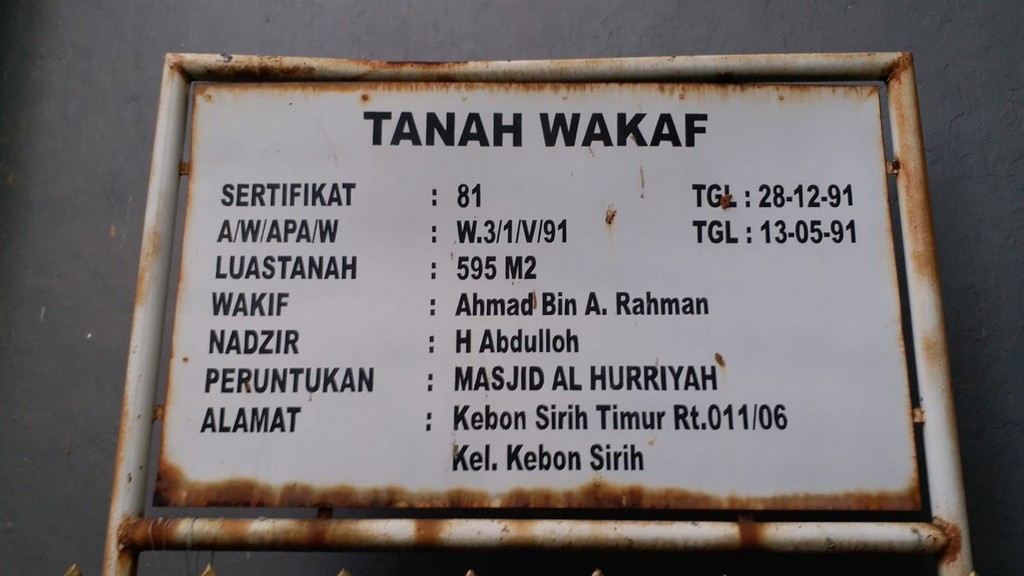 TANAH WAKAF
SERTIFIKAT : 81 TGL : 28-12-91
A/W/APA/W : W.3/1/V/91 TGL : 13-05-91
LUASTANAH : 595 M2
WAKIF : Ahmad Bin A. Rahman
NADZIR : H Abdulloh
PERUNTUKAN : MASJID AL HURRIYAH
ALAMAT : Kebon Sirih Timur Rt.011/06
Kel. Kebon Sirih